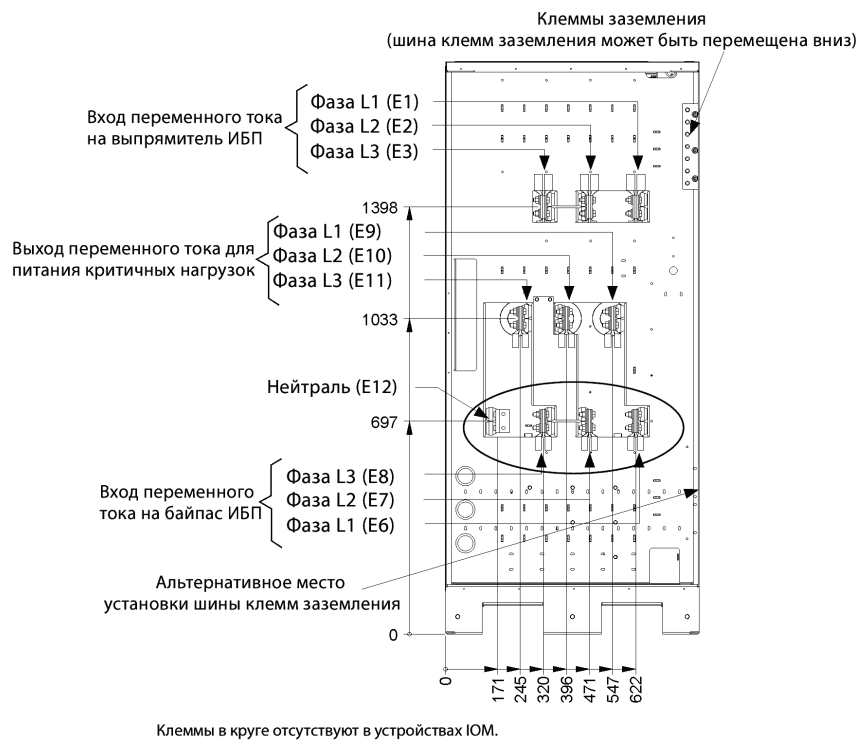 Клеммы заземления
(шина клемм заземления может быть перемещена вниз)
Вход переменного тока
на выпрямитель ИБП
Фаза L1 (E1)
Фаза L2 (E2)
Фаза L3 (E3)
1398
Выход переменного тока для
питания критичных нагрузок
Фаза L1 (E9)
Фаза L2 (E10)
Фаза L3 (E11)
1033
Нейтраль (E12)
697
Вход переменного
тока на байпас ИБП
Фаза L3 (E8)
Фаза L2 (E7)
Фаза L1 (E6)
Альтернативное место
установки шины клемм заземления
0
0
171
245
320
396
471
547
622
Клеммы в круге отсутствуют в устройствах IOM.